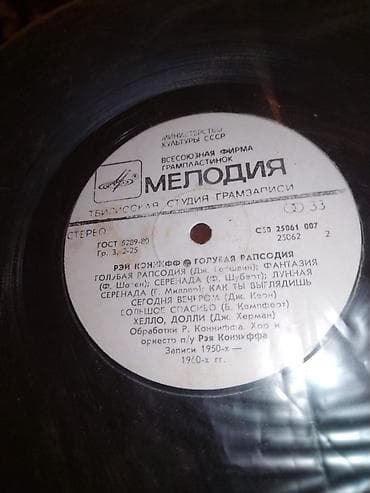 МИНИСТЕРСТВО
КУЛЬТУРЫ СССР
ВСЕСОЮЗНАЯ ФИРМА
ГРАМПЛАСТИНОК
МЕЛОДИЯ
ТБИЛИССКАЯ СТУДИЯ ГРАМЗАПИСИ
СТЕРЕО 33
ГОСТ 5289-80 С60 25061 007
Гр. 3, 2-25 25062 2
РЭЙ КОННИФФ ГОЛУБАЯ РАПСОДИЯ
ГОЛУБАЯ РАПСОДИЯ (Дж. Гершвин); ФАНТАЗИЯ
(Ф. Шопен); СЕРЕНАДА (Ф. Шуберт); ЛУННАЯ
СЕРЕНАДА (Г. Миллер); КАК ТЫ ВЫГЛЯДИШЬ
СЕГОДНЯ ВЕЧЕРОМ (Дж. Керн)
БОЛЬШОЕ СПАСИБО (Б. Кемпферт)
ХЕЛЛО, ДОЛЛИ (Дж. Херман)
Обработки Р. Конниффа. Хор и
оркестр п/у Рэя Конниффа.
Записи 1950-х —
1960-х гг.